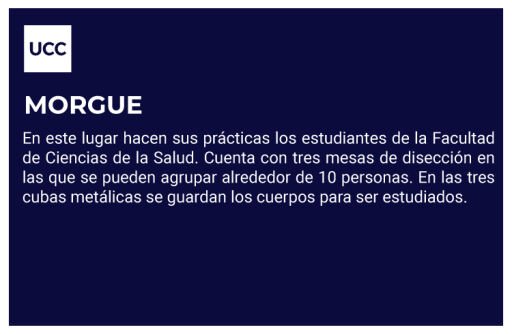 UCC
MORGUE
En este lugar hacen sus prácticas los estudiantes de la Facultad
de Ciencias de la Salud. Cuenta con tres mesas de disección en
las que se pueden agrupar alrededor de 10 personas. En las tres
cubas metálicas se guardan los cuerpos para ser estudiados.